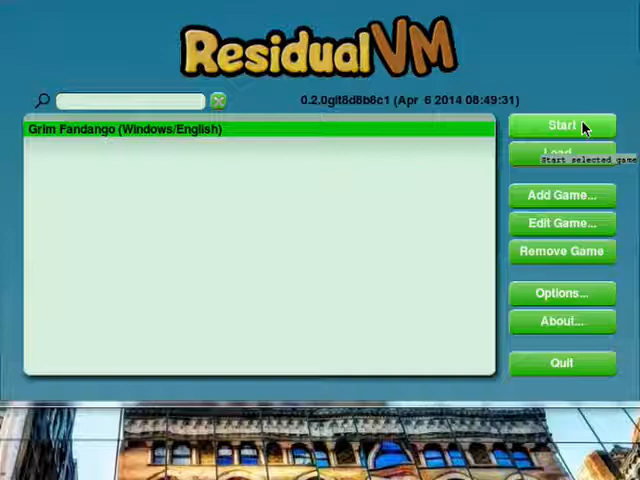 ResidualVM
0.2.0git8d8b8c1 (Apr 6 2014 08:49:31)
Grim Fandango (Windows/English)
Start
Load...
Start selected game
Add Game...
Edit Game...
Remove Game
Options...
About...
Quit